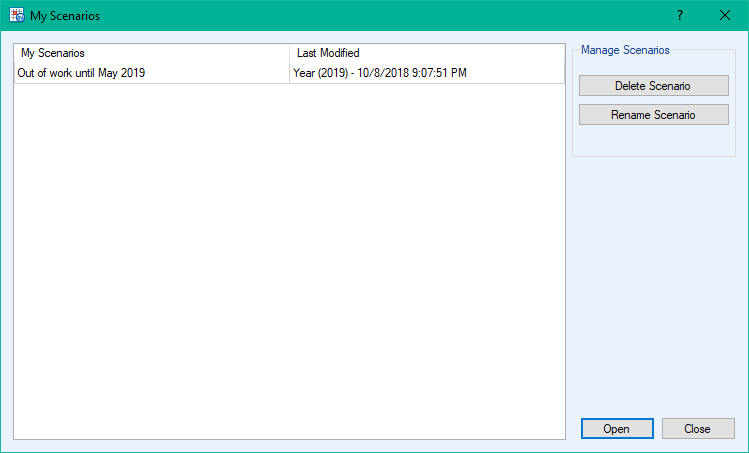 My Scenarios
?
My Scenarios Last Modified
Out of work until May 2019 Year (2019) - 10/8/2018 9:07:51 PM
Manage Scenarios
Delete Scenario
Rename Scenario
Open Close